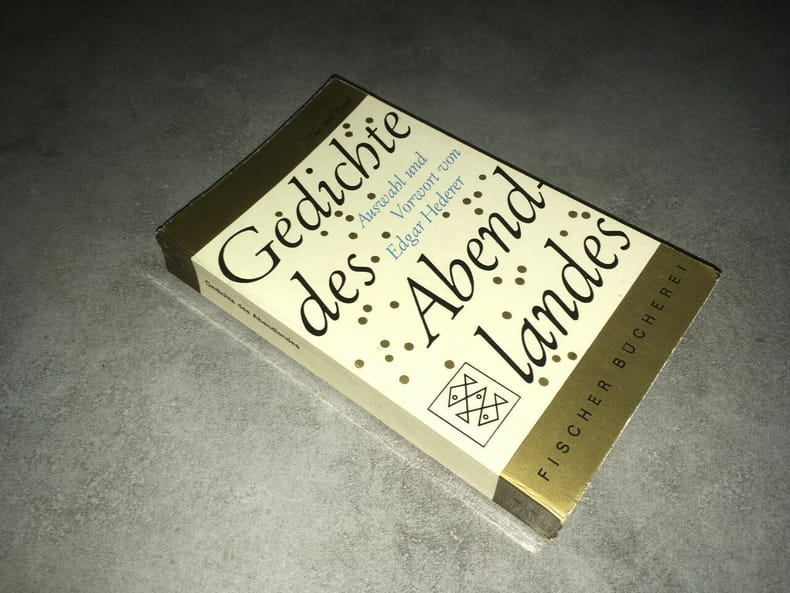 Gedichte
Auswahl und
Vorwort von
Edgar Hederer
des
Abend-
landes
FISCHER BÜCHEREI
Gedichte des Abendlandes